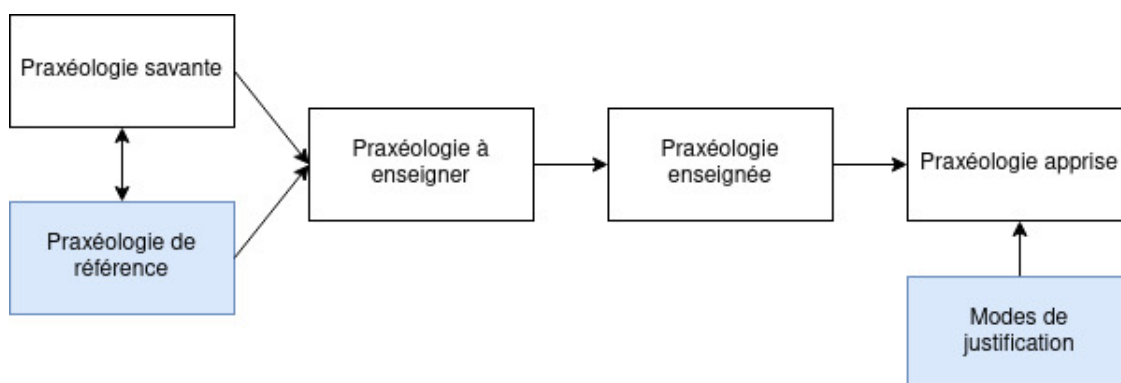 Praxéologie savante
Praxéologie de
référence
Praxéologie à
enseigner
Praxéologie
enseignée
Praxéologie apprise
Modes de
justification